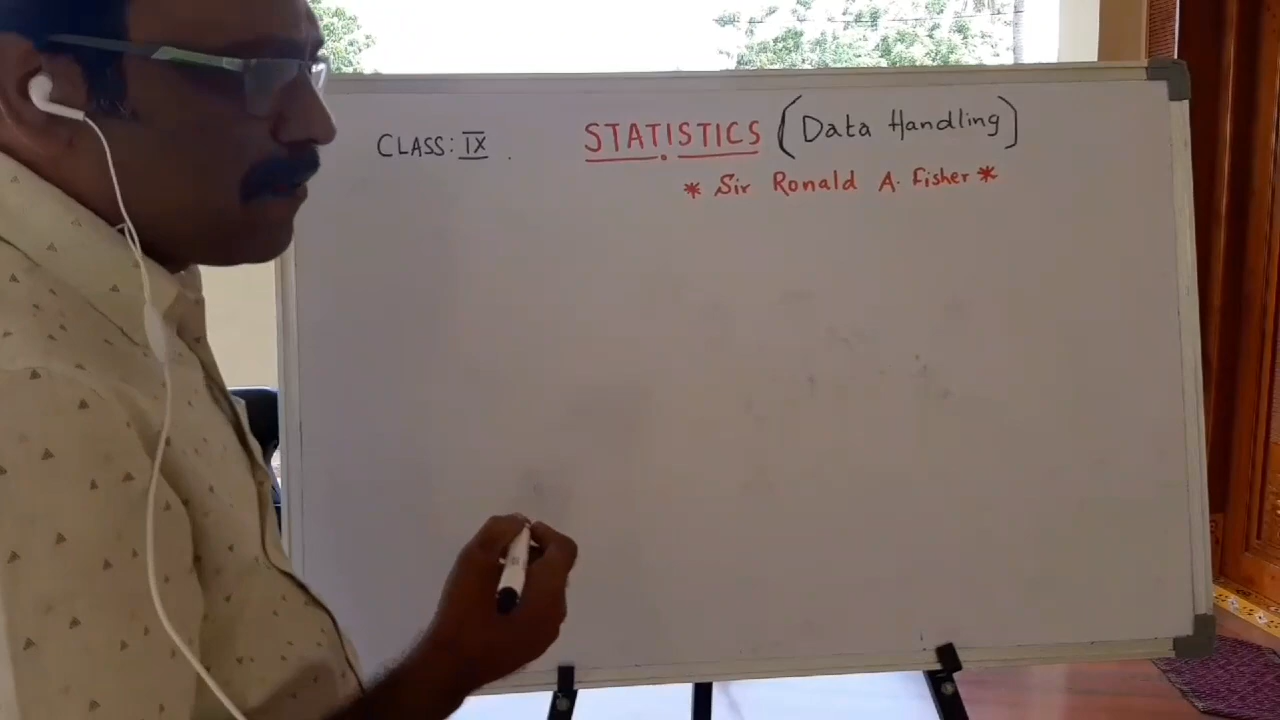 CLASS: IX . STATISTICS (Data Handling)
* Sir Ronald A. Fisher *